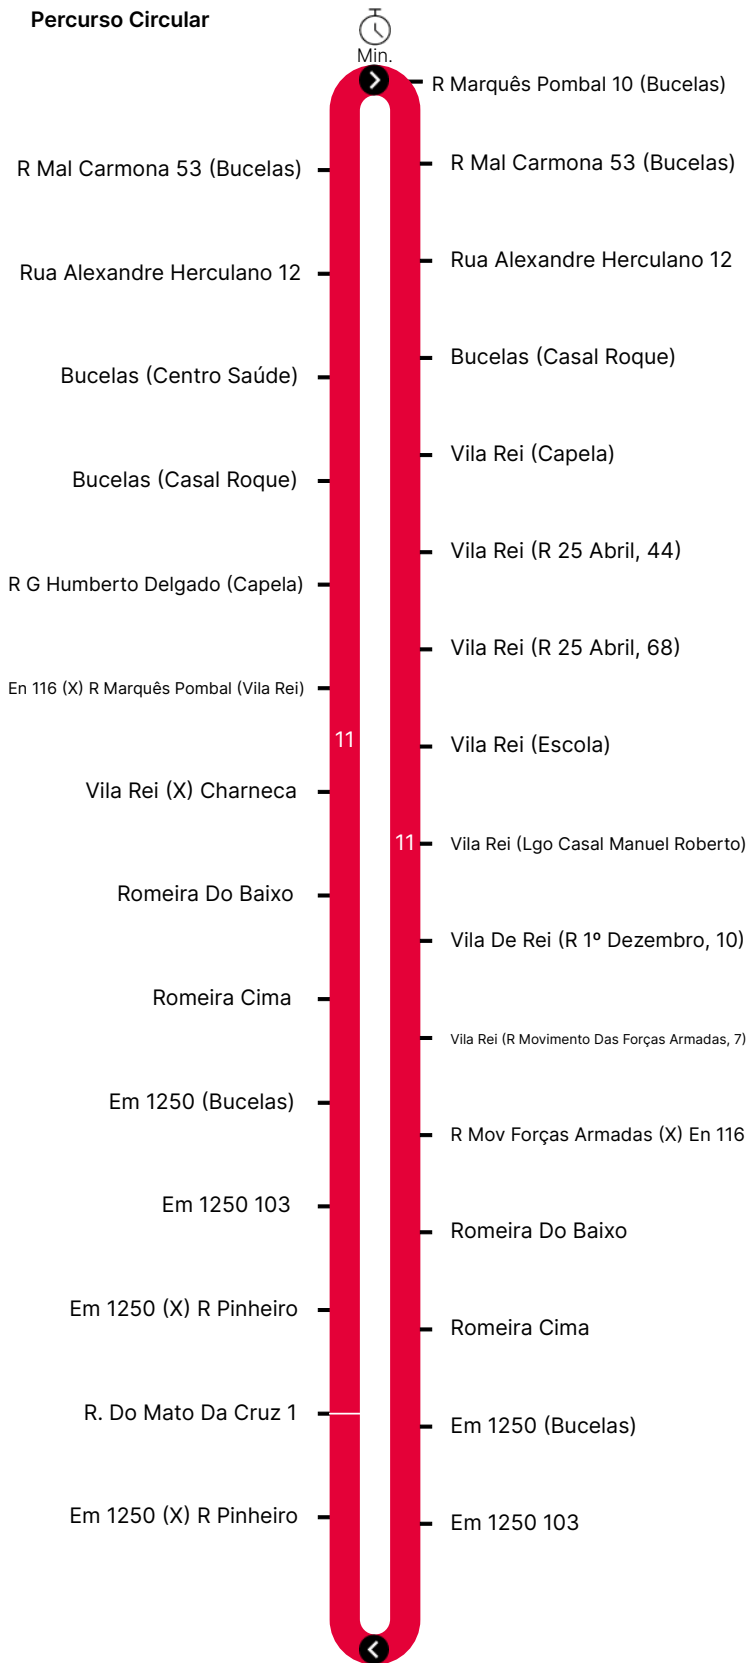 Percurso Circular
Min.
R Marquês Pombal 10 (Bucelas)
R Mal Carmona 53 (Bucelas)
Rua Alexandre Herculano 12
Bucelas (Casal Roque)
Vila Rei (Capela)
Vila Rei (R 25 Abril, 44)
Vila Rei (R 25 Abril, 68)
Vila Rei (Escola)
11
Vila Rei (Lgo Casal Manuel Roberto)
Vila De Rei (R 1º Dezembro, 10)
Vila Rei (R Movimento Das Forças Armadas, 7)
R Mov Forças Armadas (X) En 116
Romeira Do Baixo
Romeira Cima
Em 1250 (Bucelas)
Em 1250 103
R Mal Carmona 53 (Bucelas)
Rua Alexandre Herculano 12
Bucelas (Centro Saúde)
Bucelas (Casal Roque)
R G Humberto Delgado (Capela)
En 116 (X) R Marquês Pombal (Vila Rei)
11
Vila Rei (X) Charneca
Romeira Do Baixo
Romeira Cima
Em 1250 (Bucelas)
Em 1250 103
Em 1250 (X) R Pinheiro
R. Do Mato Da Cruz 1
Em 1250 (X) R Pinheiro